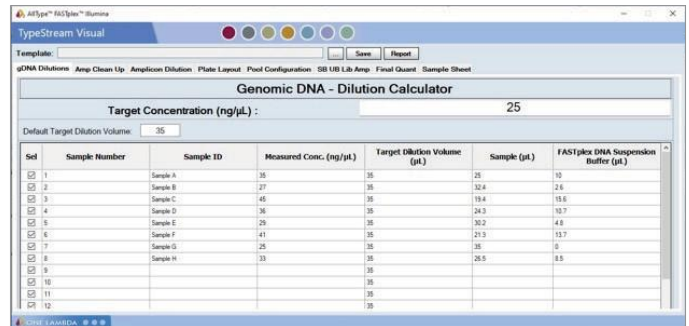 AllType™ FASTplex™ Illumina
TypeStream Visual
Template: ... Save Report
gDNA Dilutions Amp Clean Up Amplicon Dilution Plate Layout Pool Configuration SB UB Lib Amp Final Quant Sample Sheet
Genomic DNA - Dilution Calculator
Target Concentration (ng/µL) : 25
Default Target Dilution Volume: 35
Sel Sample Number Sample ID Measured Conc. (ng/µL) Target Dilution Volume (µL) Sample (µL) FASTplex DNA Suspension Buffer (µL)
1 Sample A 35 35 25 10
2 Sample B 27 35 32.4 2.6
3 Sample C 45 35 19.4 15.6
4 Sample D 36 35 24.3 10.7
5 Sample E 29 35 30.2 4.8
6 Sample F 41 35 21.3 13.7
7 Sample G 25 35 35 0
8 Sample H 33 35 26.5 8.5
9 35
10 35
11 35
12 35
ONE LAMBDA